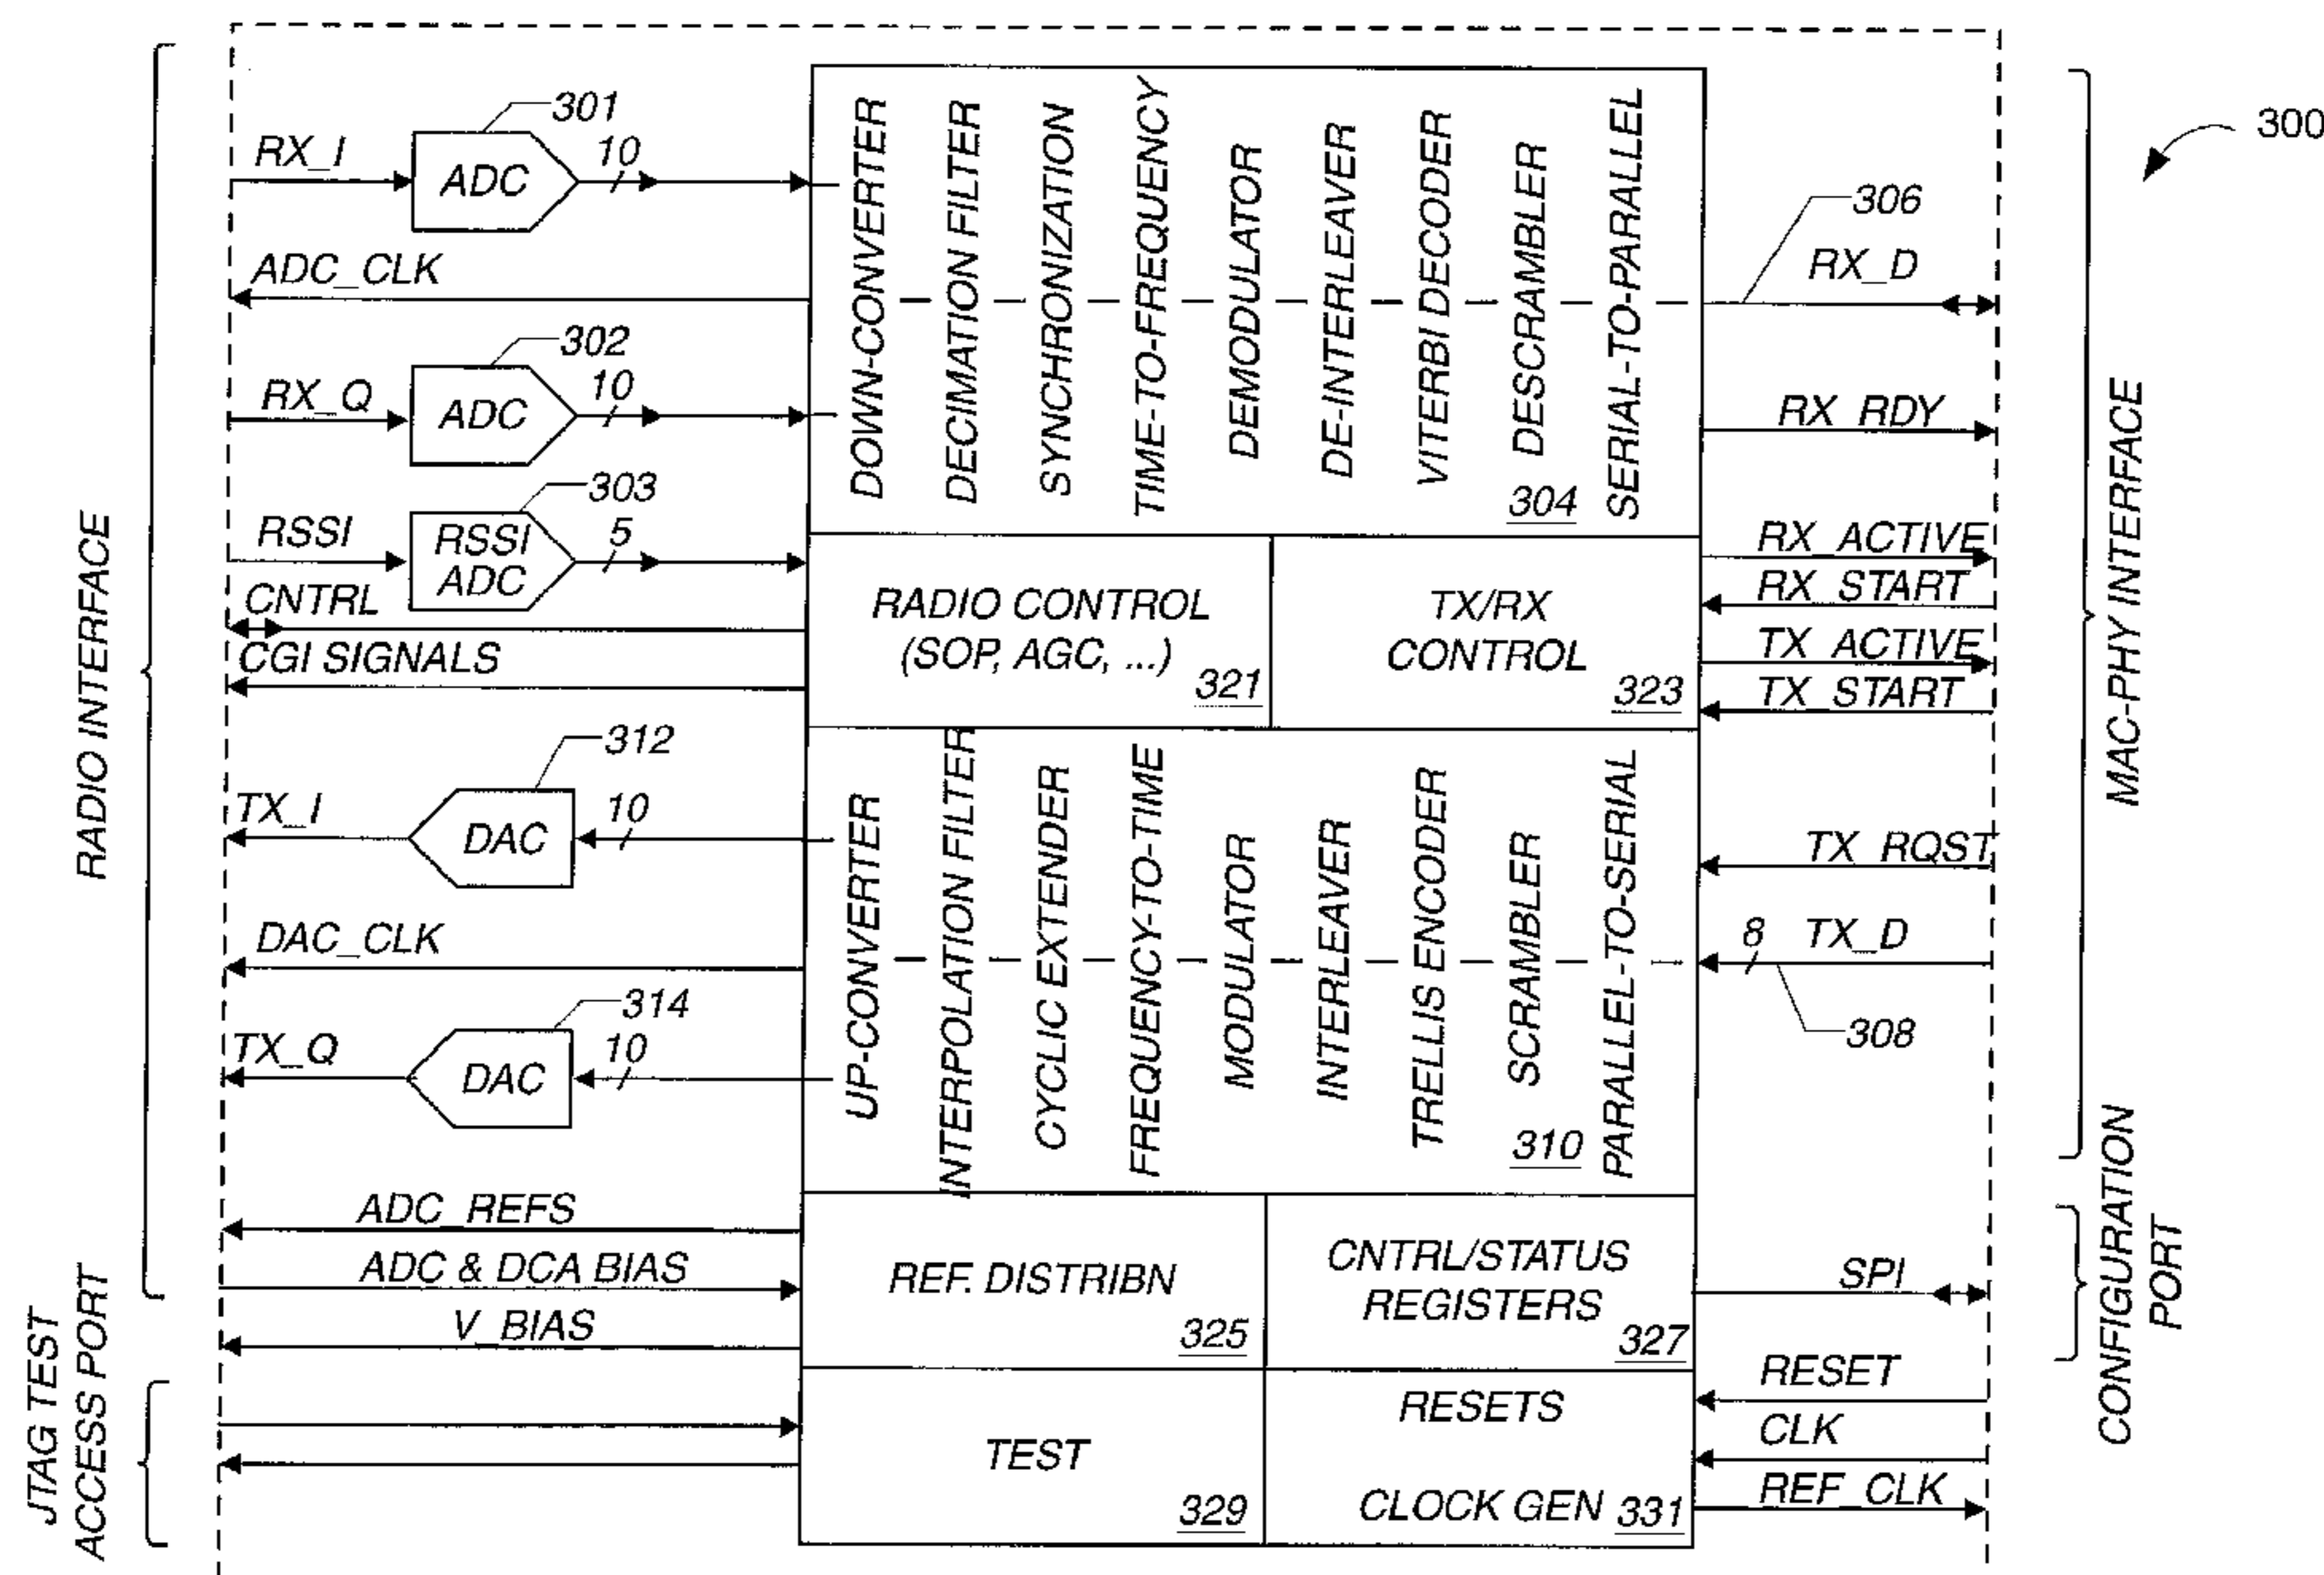 300
RADIO INTERFACE
JTAG TEST
ACCESS PORT
RX_I
301
ADC
10
ADC_CLK
RX_Q
302
ADC
10
RSSI
303
RSSI
ADC
5
CNTRL
CGI SIGNALS
TX_I
312
DAC
10
DAC_CLK
TX_Q
314
DAC
10
ADC_REFS
ADC & DCA BIAS
V_BIAS
DOWN-CONVERTER
DECIMATION FILTER
SYNCHRONIZATION
TIME-TO-FREQUENCY
DEMODULATOR
DE-INTERLEAVER
VITERBI DECODER
DESCRAMBLER
SERIAL-TO-PARALLEL
304
RADIO CONTROL
(SOP, AGC, ...)
321
TX/RX
CONTROL
323
UP-CONVERTER
INTERPOLATION FILTER
CYCLIC EXTENDER
FREQUENCY-TO-TIME
MODULATOR
INTERLEAVER
TRELLIS ENCODER
SCRAMBLER
PARALLEL-TO-SERIAL
310
REF. DISTRIBN
325
CNTRL/STATUS
REGISTERS
327
TEST
329
RESETS
CLOCK GEN
331
306
RX_D
RX_RDY
RX_ACTIVE
RX_START
TX_ACTIVE
TX_START
TX_RQST
8
TX_D
308
SPI
RESET
CLK
REF_CLK
MAC-PHY INTERFACE
CONFIGURATION
PORT